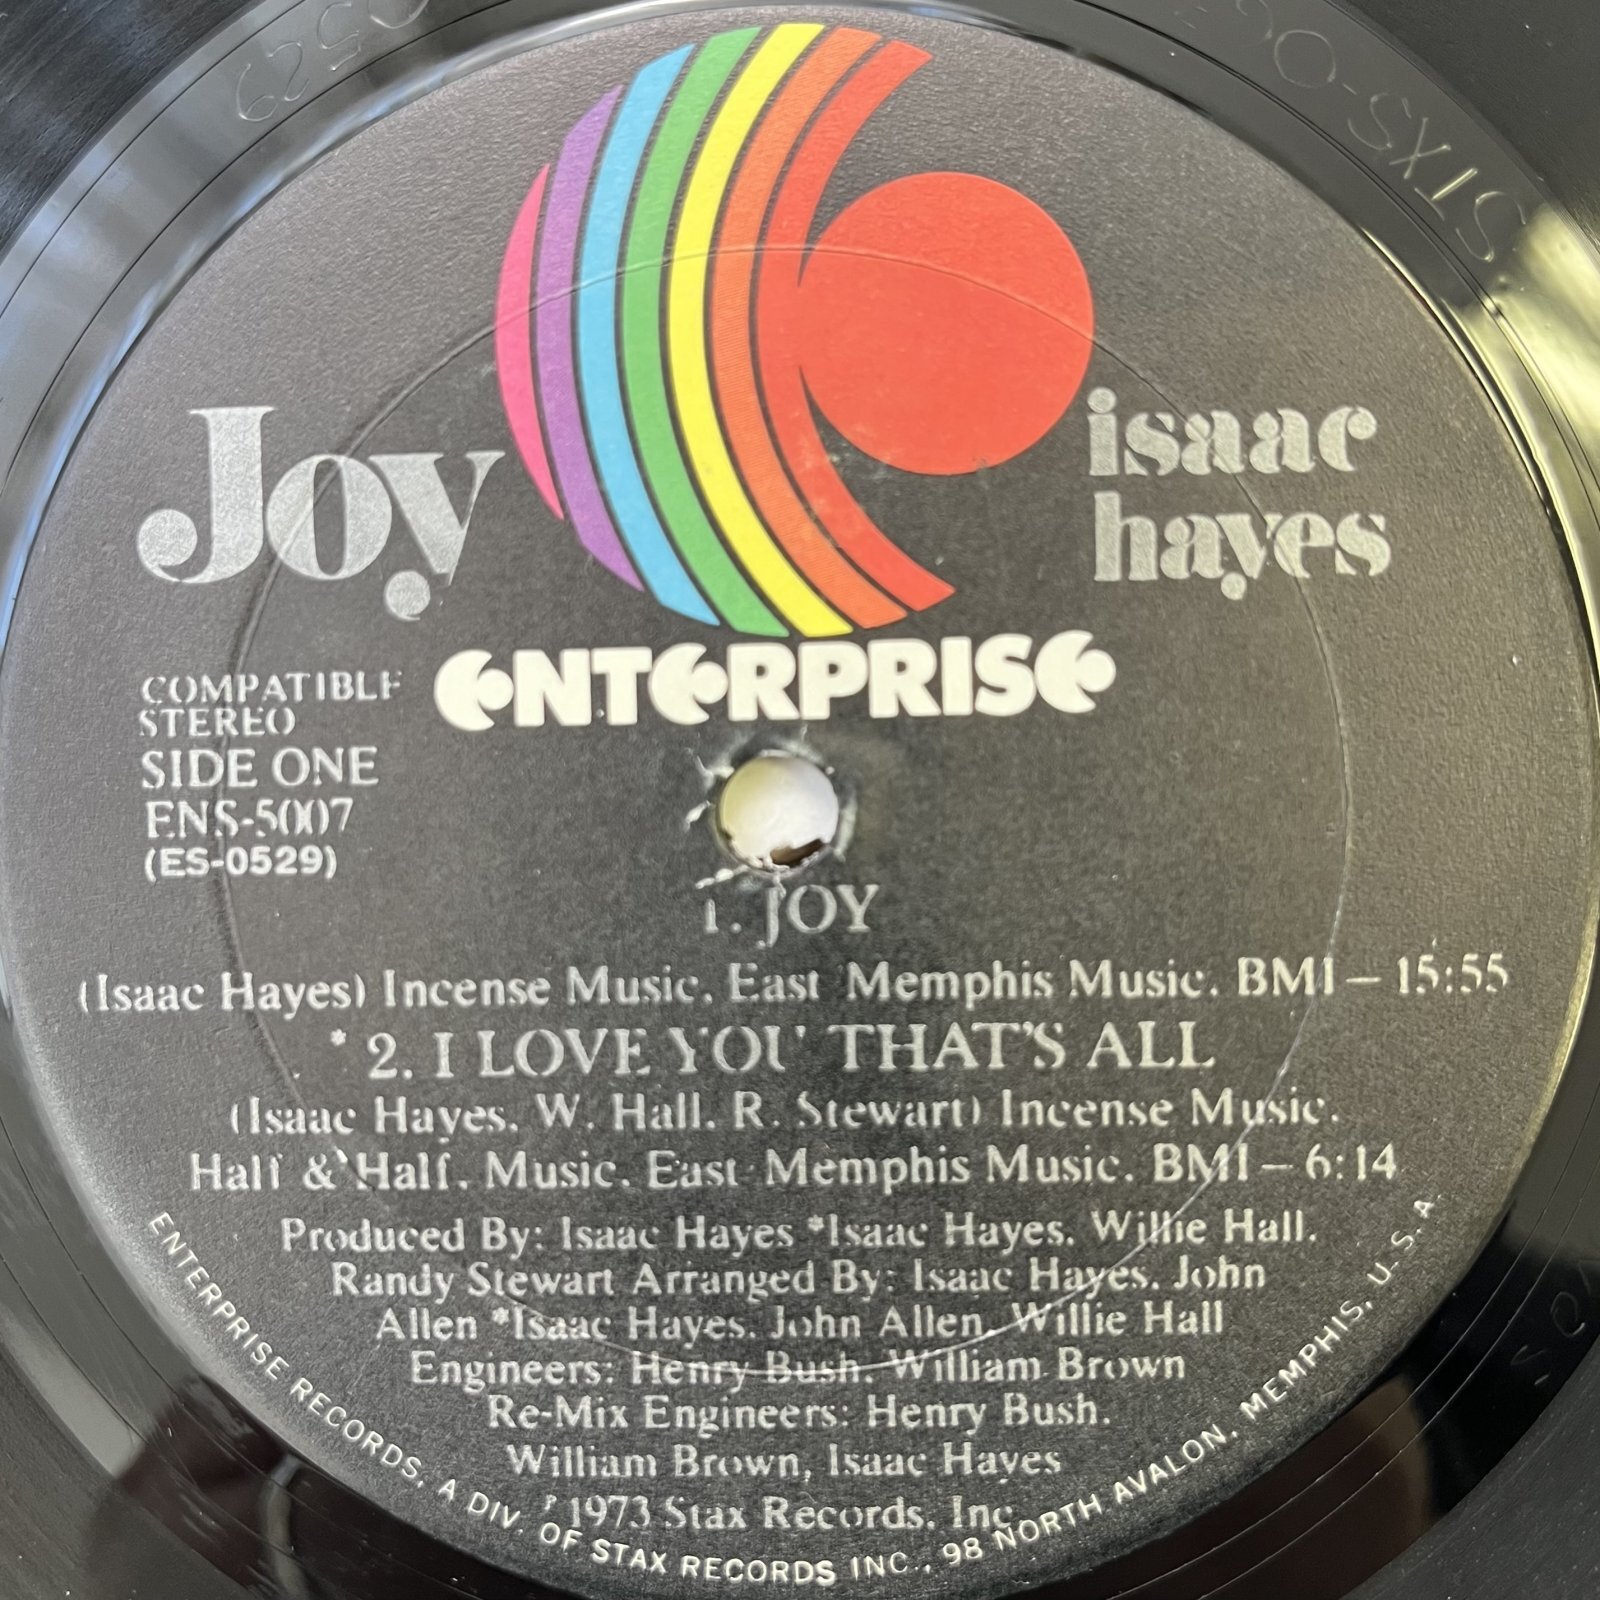 Joy
isaac
hayes
ENTERPRISE
COMPATIBLE
STEREO
SIDE ONE
ENS-5007
(ES-0529)
1. JOY
(Isaac Hayes) Incense Music, East Memphis Music, BMI – 15:55
* 2. I LOVE YOU THAT'S ALL
(Isaac Hayes, W. Hall, R. Stewart) Incense Music,
Half & Half, Music, East Memphis Music, BMI – 6:14
Produced By: Isaac Hayes *Isaac Hayes, Willie Hall,
Randy Stewart Arranged By: Isaac Hayes, John
Allen *Isaac Hayes, John Allen, Willie Hall
Engineers: Henry Bush, William Brown
Re-Mix Engineers: Henry Bush,
William Brown, Isaac Hayes
1973 Stax Records, Inc
ENTERPRISE RECORDS, A DIV. OF STAX RECORDS INC., 98 NORTH AVALON, MEMPHIS, U.S.A.